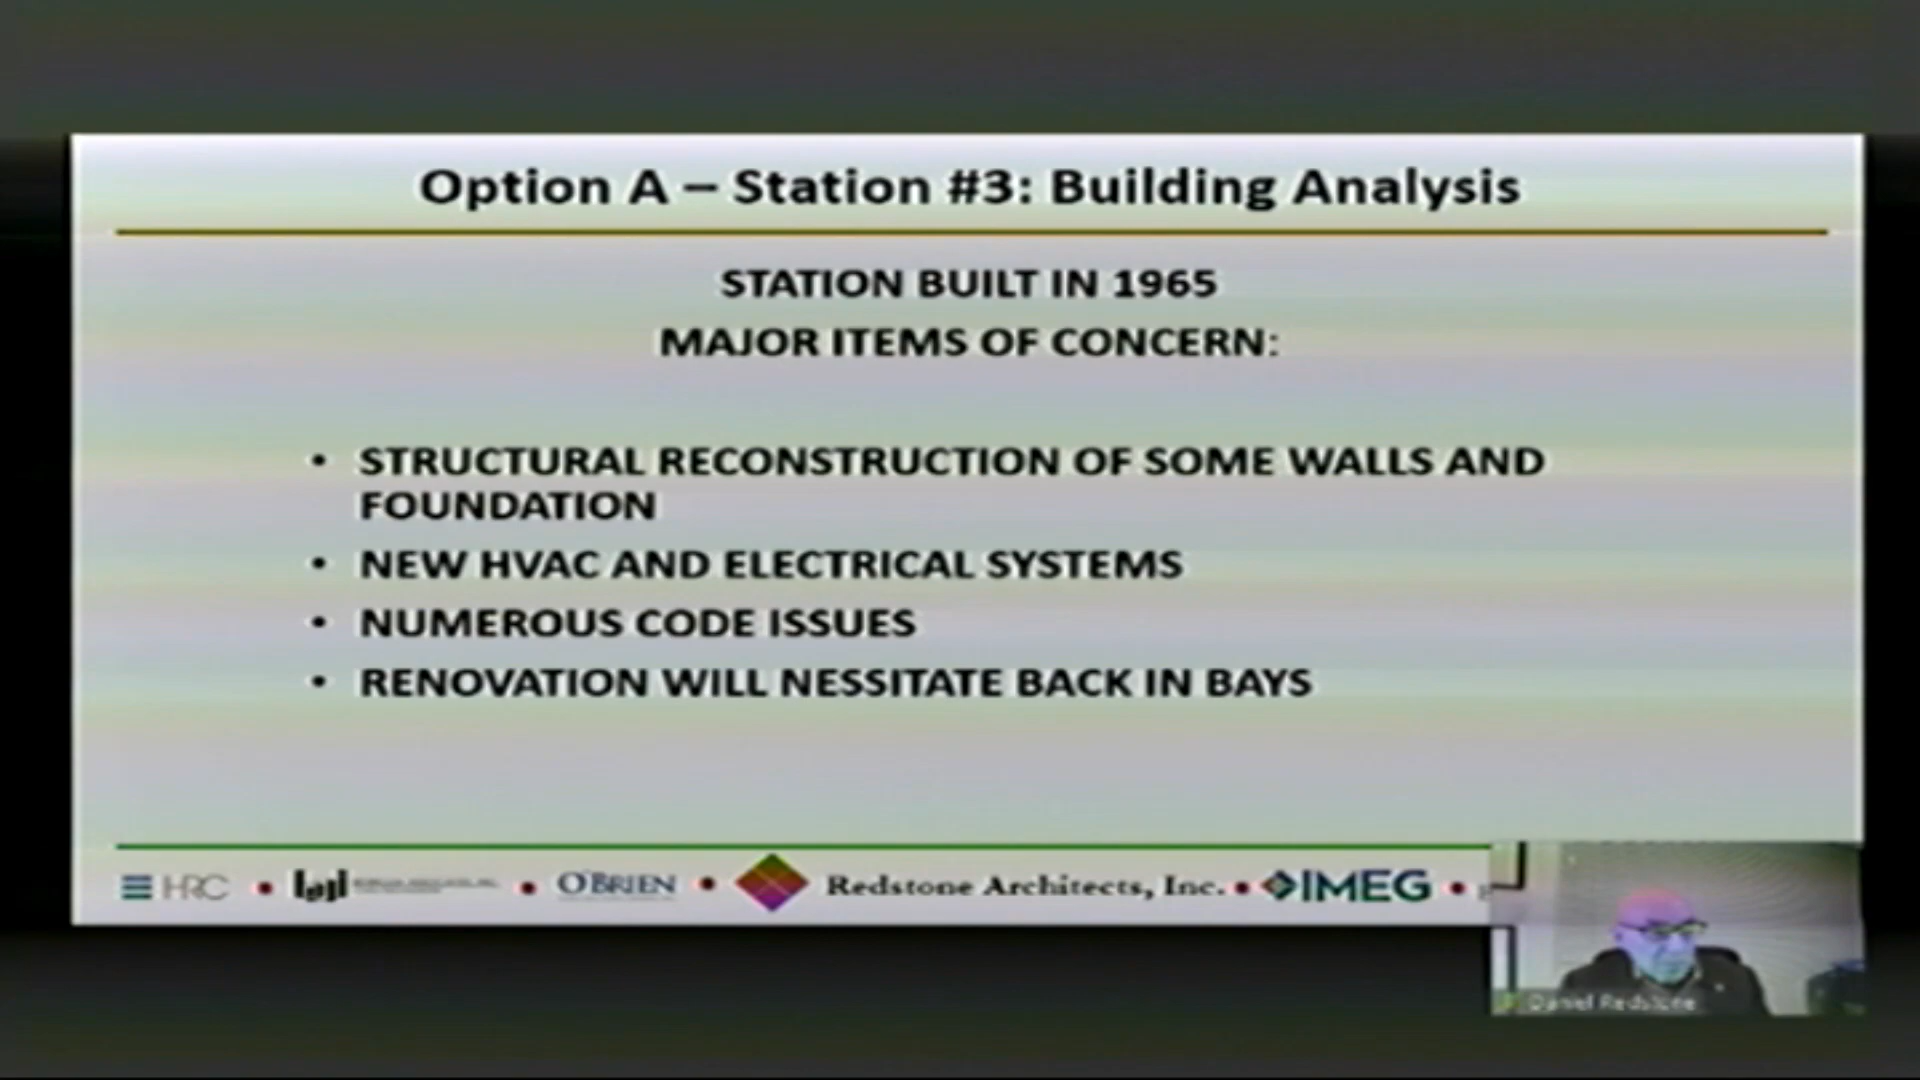 Option A – Station #3: Building Analysis
STATION BUILT IN 1965
MAJOR ITEMS OF CONCERN:
• STRUCTURAL RECONSTRUCTION OF SOME WALLS AND
FOUNDATION
• NEW HVAC AND ELECTRICAL SYSTEMS
• NUMEROUS CODE ISSUES
• RENOVATION WILL NESSITATE BACK IN BAYS
HRC • • O'BRIEN • Redstone Architects, Inc. • IMEG •
Daniel Redstone